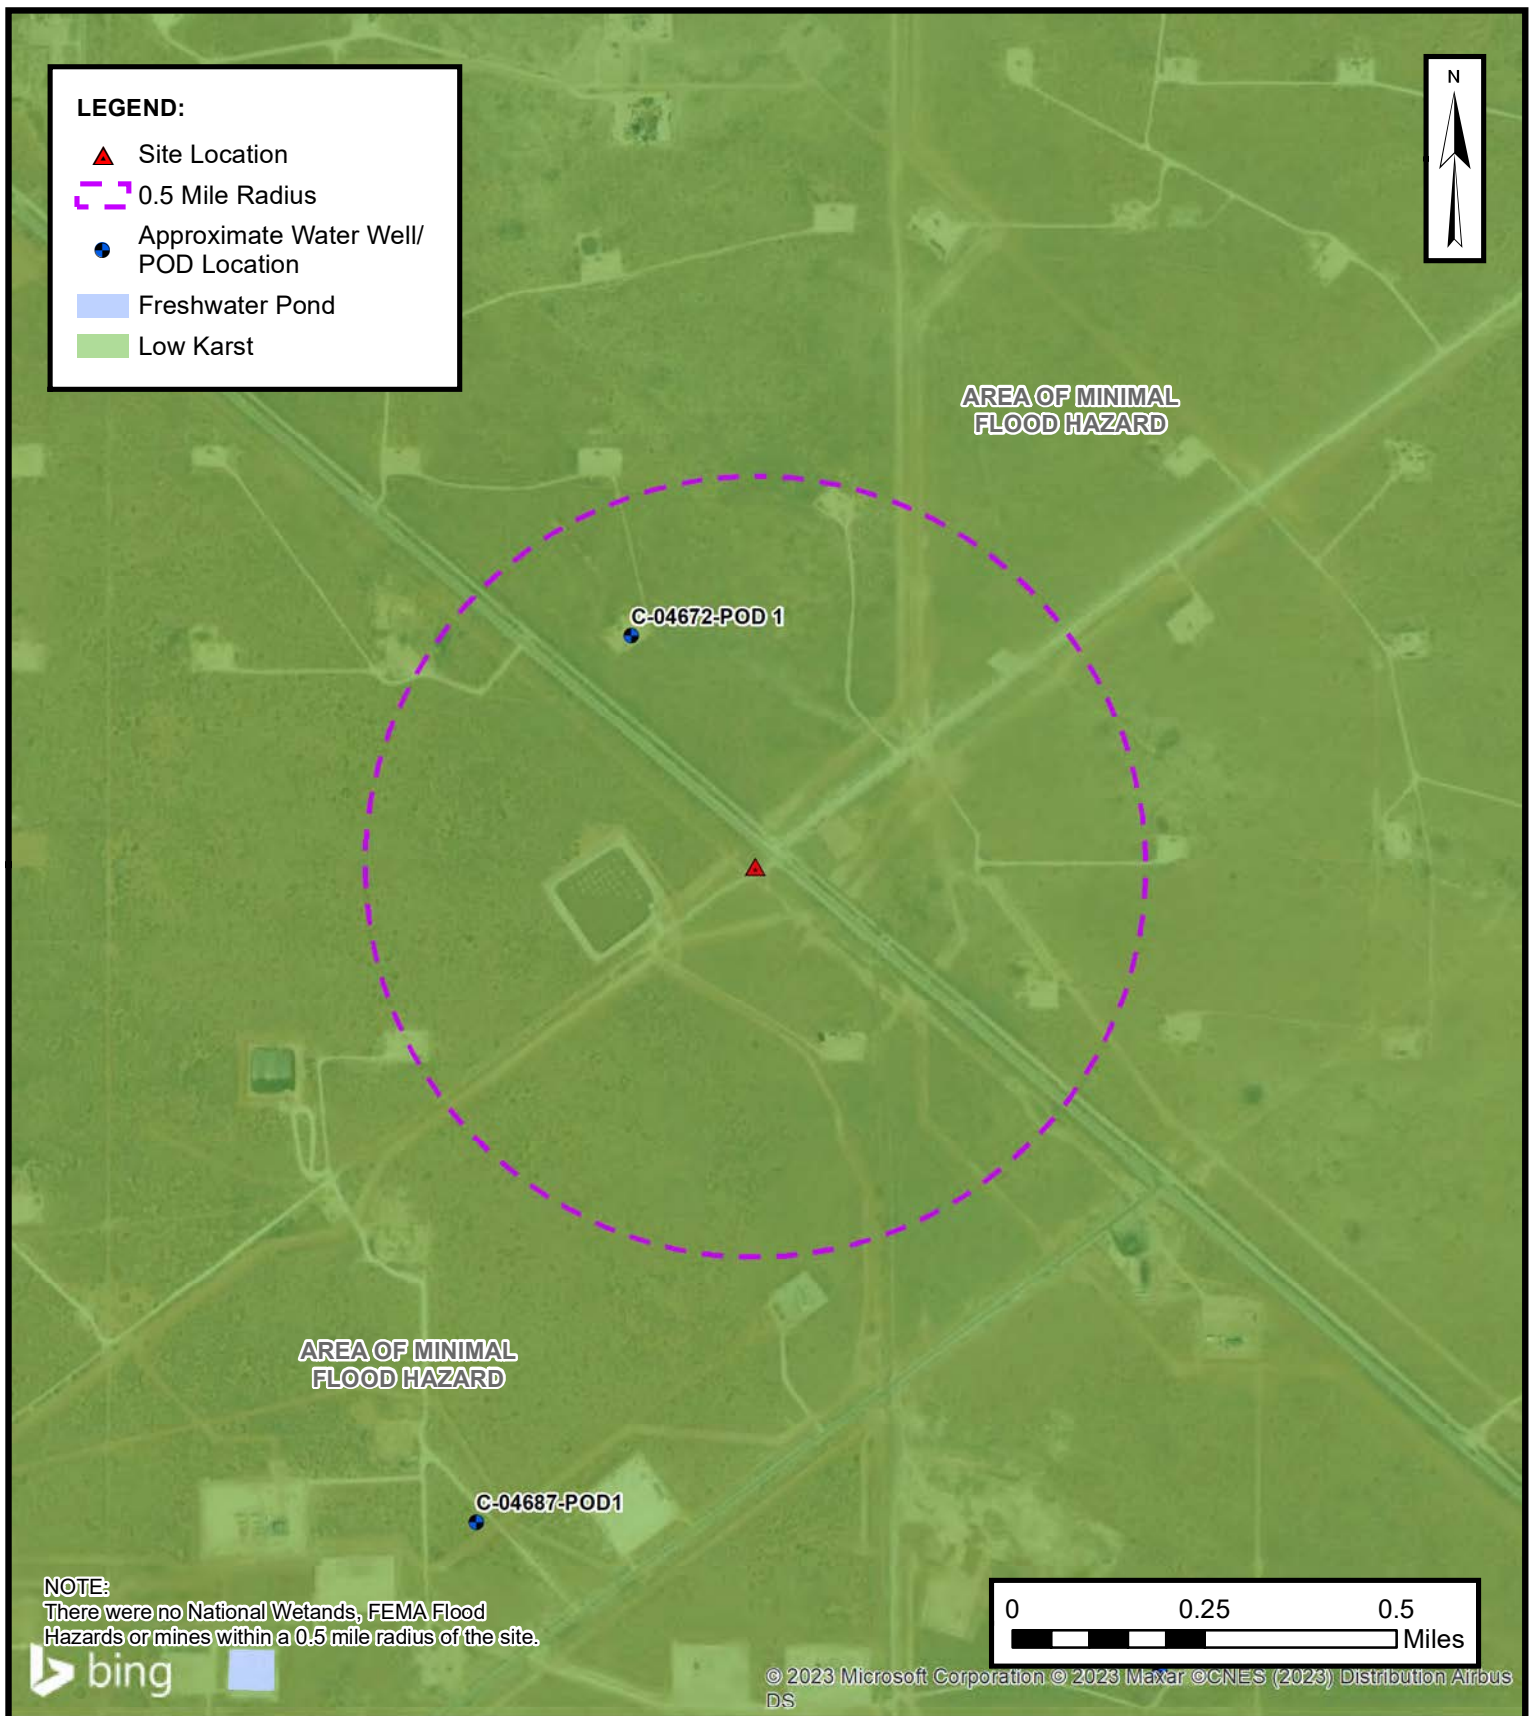 LEGEND:
Site Location
0.5 Mile Radius
Approximate Water Well/
POD Location
Freshwater Pond
Low Karst
N
AREA OF MINIMAL
FLOOD HAZARD
C-04672-POD 1
AREA OF MINIMAL
FLOOD HAZARD
C-04687-POD1
NOTE:
There were no National Wetands, FEMA Flood
Hazards or mines within a 0.5 mile radius of the site.
0 0.25 0.5
Miles
bing
© 2023 Microsoft Corporation © 2023 Maxar ©CNES (2023) Distribution Airbus
DS